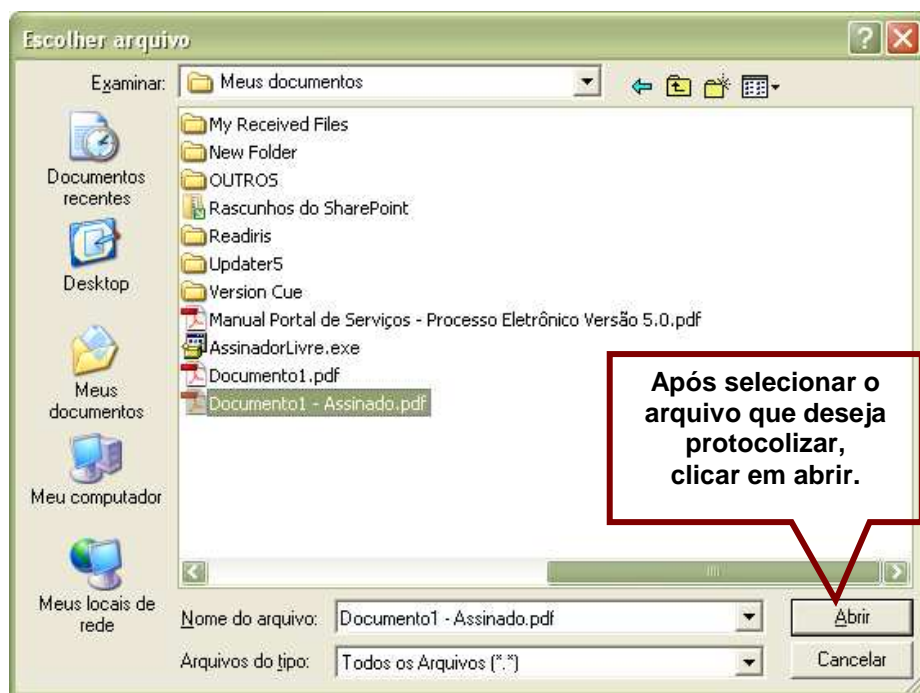 Escolher arquivo
Examinar:
Meus documentos
Documentos
recentes
Desktop
Meus
documentos
Meu computador
Meus locais de
rede
My Received Files
New Folder
OUTROS
Rascunhos do SharePoint
Readiris
Updater5
Version Cue
Manual Portal de Serviços - Processo Eletrônico Versão 5.0.pdf
AssinadorLivre.exe
Documento1.pdf
Documento1 - Assinado.pdf
Após selecionar o
arquivo que deseja
protocolizar,
clicar em abrir.
Nome do arquivo:
Documento1 - Assinado.pdf
Abrir
Arquivos do tipo:
Todos os Arquivos (*.*)
Cancelar